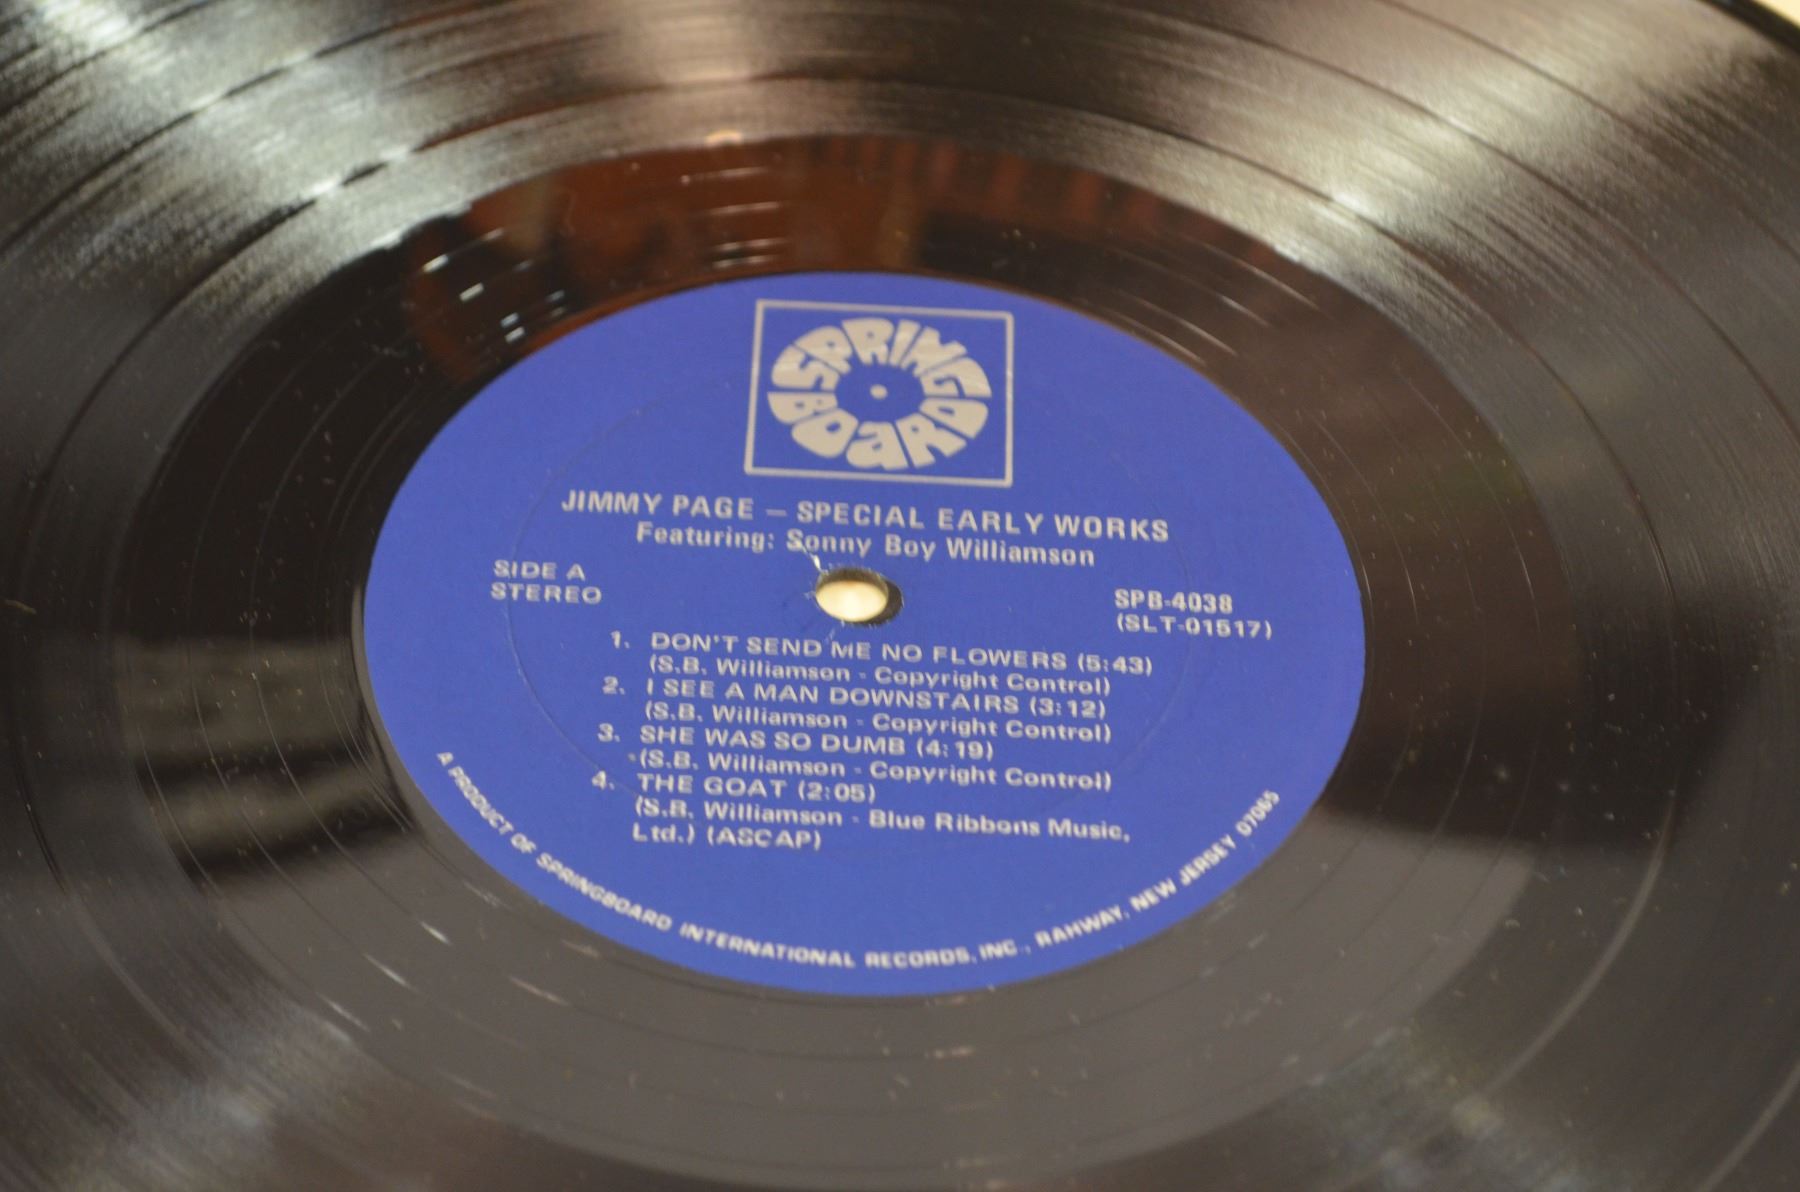 SPRINGBOARD
JIMMY PAGE – SPECIAL EARLY WORKS
Featuring: Sonny Boy Williamson
SIDE A
STEREO
SPB-4038
(SLT-01517)
1. DON'T SEND ME NO FLOWERS (5:43)
(S.B. Williamson - Copyright Control)
2. I SEE A MAN DOWNSTAIRS (3:12)
(S.B. Williamson - Copyright Control)
3. SHE WAS SO DUMB (4:19)
(S.B. Williamson - Copyright Control)
4. THE GOAT (2:05)
(S.B. Williamson - Blue Ribbons Music,
Ltd.) (ASCAP)
A PRODUCT OF SPRINGBOARD INTERNATIONAL RECORDS, INC., RAHWAY, NEW JERSEY 07065